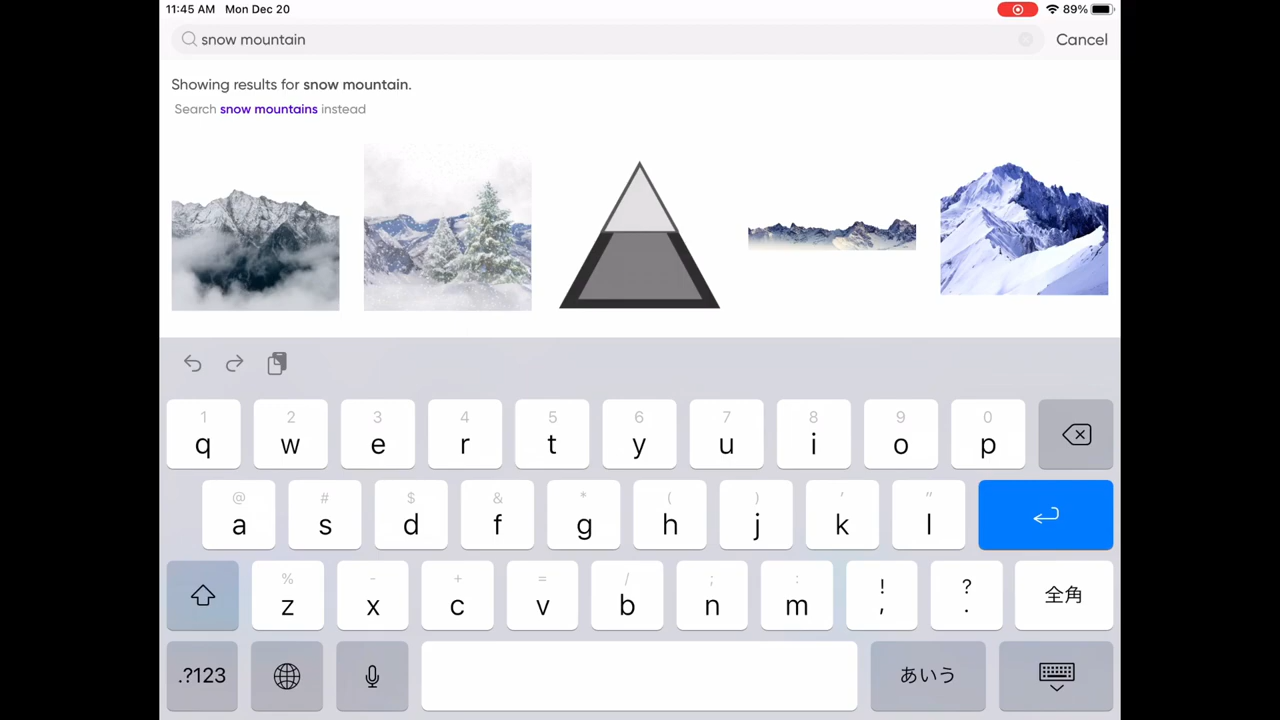 11:45 AM Mon Dec 20
89%
snow mountain
Cancel
Showing results for snow mountain.
Search snow mountains instead
1 2 3 4 5 6 7 8 9 0
q w e r t y u i o p
@ # $ & * ( ) ' "
a s d f g h j k l
% - + = / ; : ! ?
z x c v b n m , . 全角
.?123 あいう